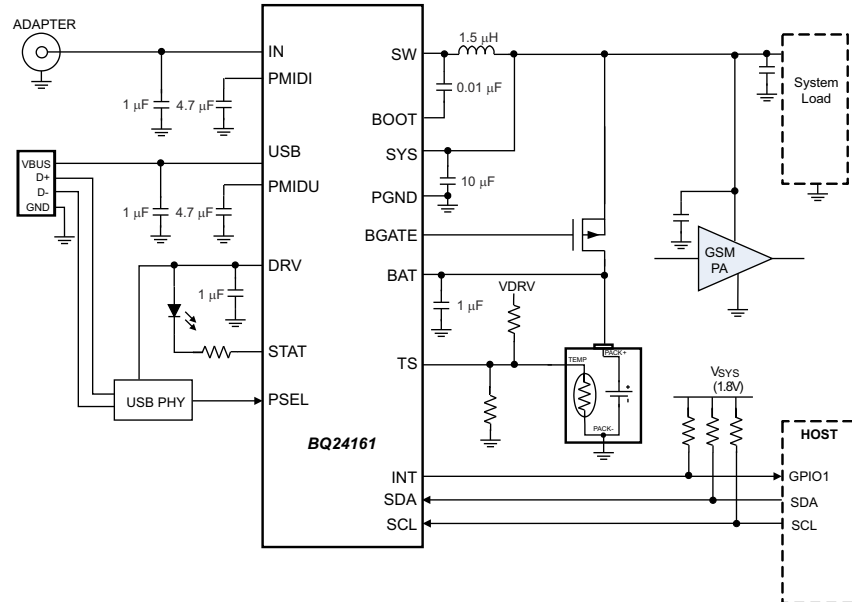 ADAPTER
IN
PMIDI
1 μF
4.7 μF
VBUS
D+
D-
GND
USB
PMIDU
1 μF
4.7 μF
DRV
1 μF
STAT
USB PHY
PSEL
BQ24161
SW
1.5 μH
0.01 μF
BOOT
SYS
10 μF
PGND
BGATE
BAT
1 μF
VDRV
TS
TEMP
PACK+
+
-
PACK-
System
Load
GSM
PA
VSYS
(1.8V)
HOST
INT
GPIO1
SDA
SDA
SCL
SCL